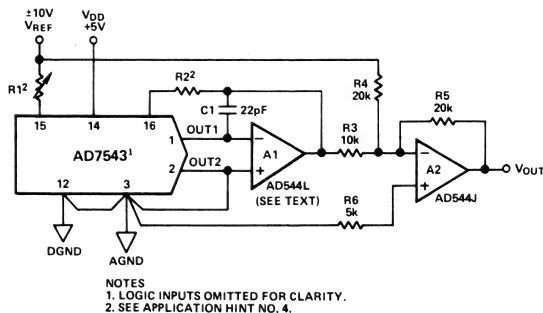 ±10V
VREF
VDD
+5V
R1²
R2²
C1
22pF
R4
20k
R5
20k
15
14
16
OUT1
1
AD7543¹
2
OUT2
A1
R3
10k
A2
VOUT
AD544L
(SEE TEXT)
AD544J
12
3
R6
5k
DGND
AGND
NOTES
1. LOGIC INPUTS OMITTED FOR CLARITY.
2. SEE APPLICATION HINT NO. 4.